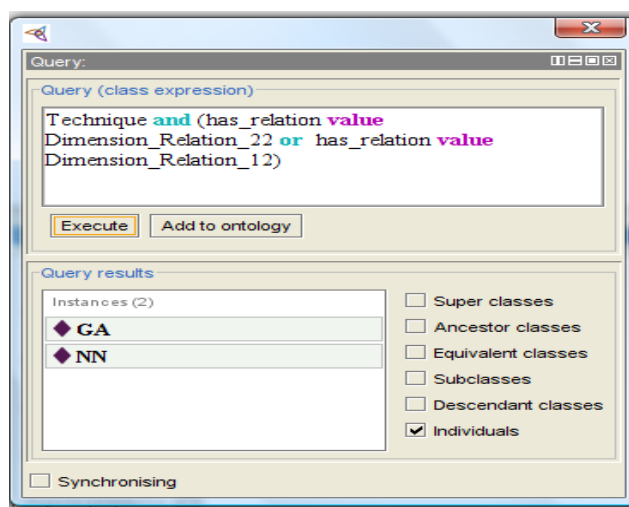 Query:
Query (class expression)
Technique and (has_relation value
Dimension_Relation_22 or has_relation value
Dimension_Relation_12)
Execute
Add to ontology
Query results
Instances (2)
GA
NN
Super classes
Ancestor classes
Equivalent classes
Subclasses
Descendant classes
Individuals
Synchronising